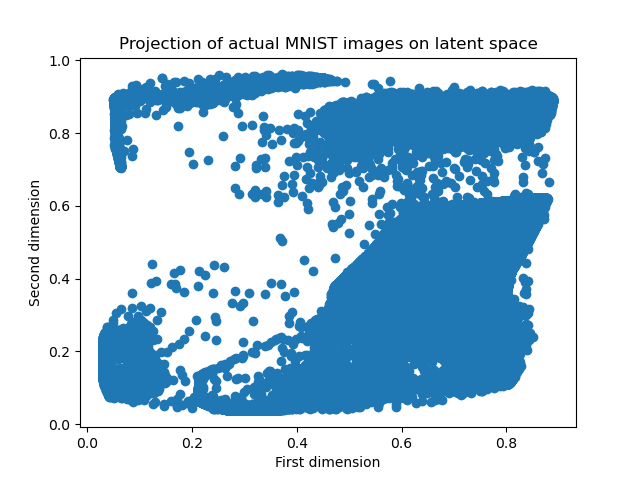 Projection of actual MNIST images on latent space
1.0
0.8
0.6
0.4
0.2
0.0
Second dimension
0.0 0.2 0.4 0.6 0.8
First dimension